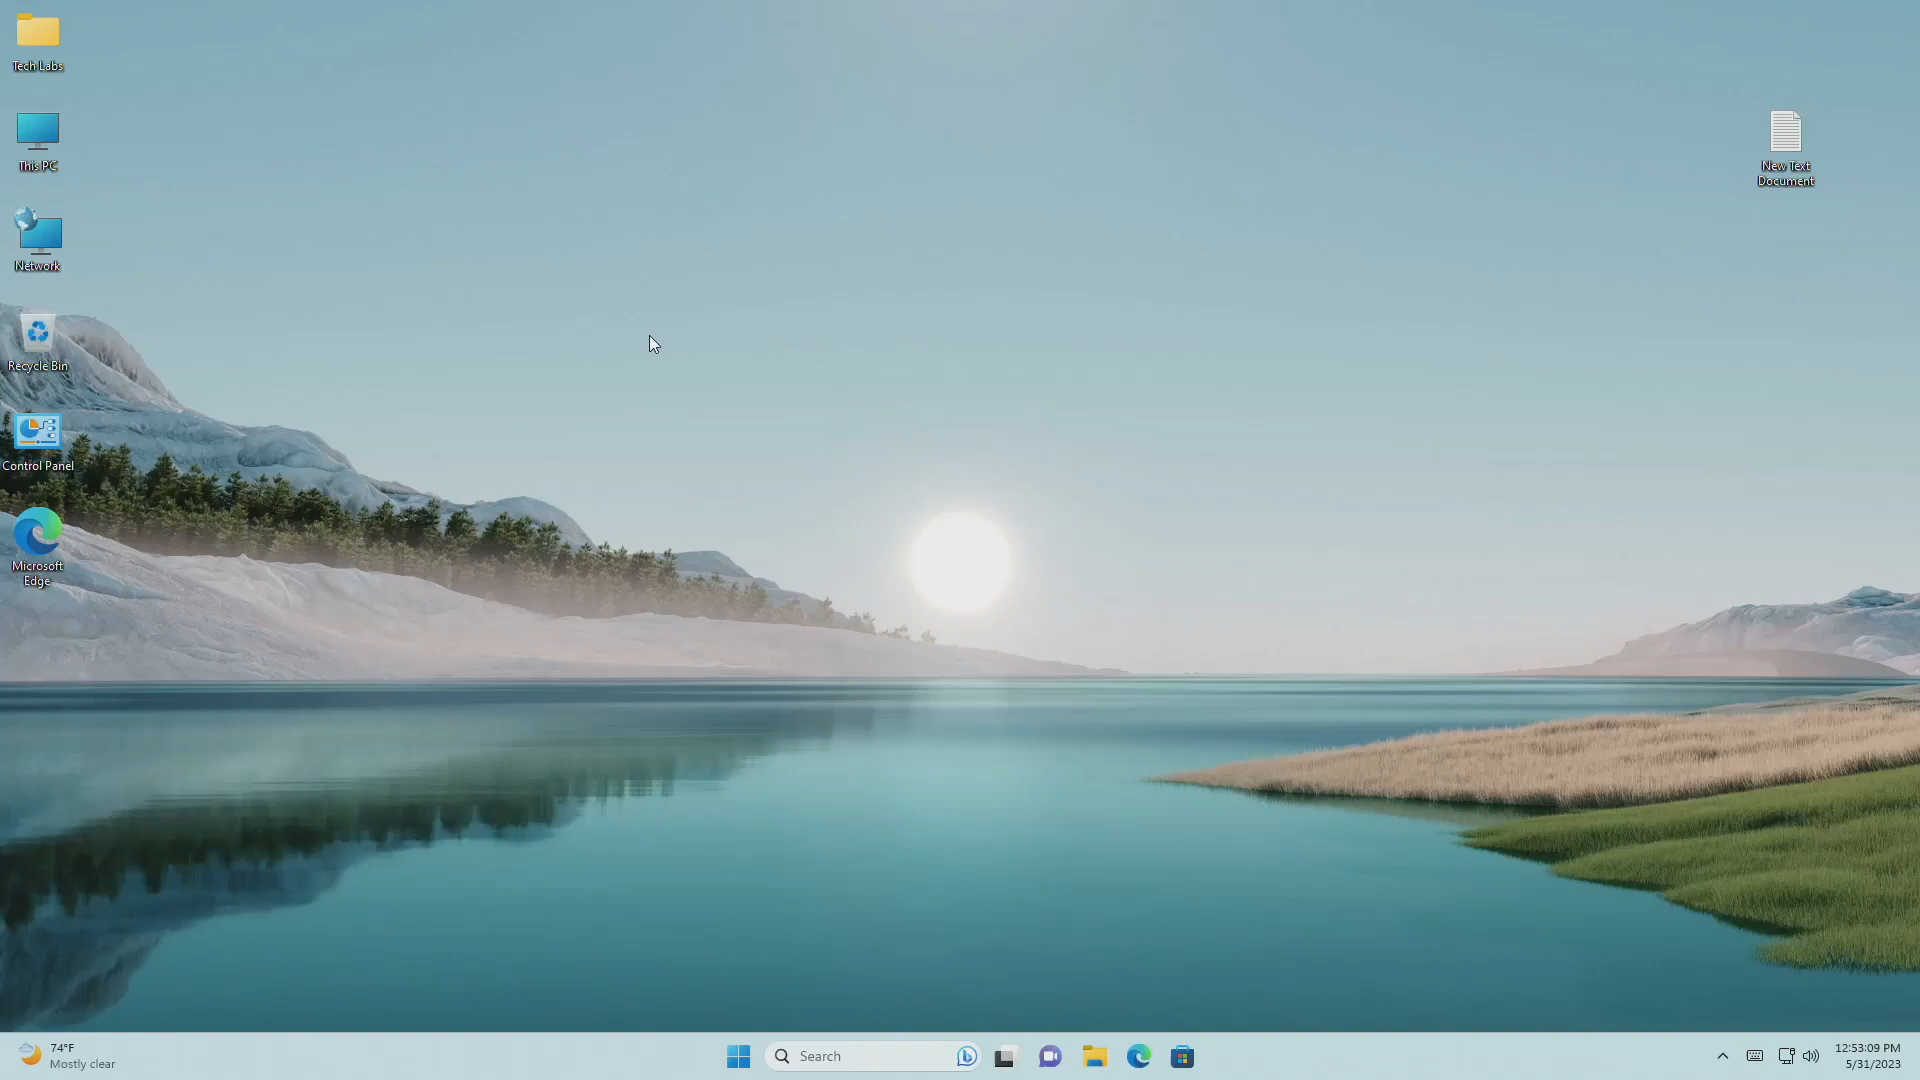 Tech Labs
This PC
Network
Recycle Bin
Control Panel
Microsoft
Edge
New Text
Document
74°F
Mostly clear
Search
12:53:09 PM
5/31/2023